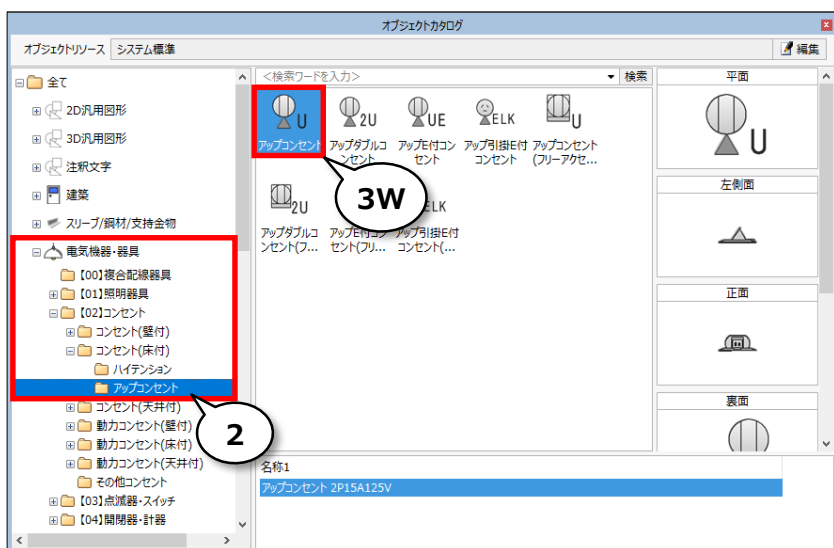 オブジェクトカタログ
オブジェクトリソース システム標準
編集
全て
2D汎用図形
3D汎用図形
注釈文字
建築
スリーブ/鋼材/支持金物
電気機器・器具
【00】複合配線器具
【01】照明器具
【02】コンセント
コンセント(壁付)
コンセント(床付)
ハイテンション
アップコンセント
コンセント(天井付)
動力コンセント(壁付)
動力コンセント(床付)
動力コンセント(天井付)
その他コンセント
【03】点滅器・スイッチ
【04】開閉器・計器
2
<検索ワードを入力>
検索
U
2U
UE
ELK
U
アップコンセント
アップダブルコ
ンセント
アップE付コン
セント
アップ引掛E付
コンセント
アップコンセント
(フリーアクセ...
3W
2U
ELK
アップダブルコ
ンセント(フ...
アップE付コン
セント(フリ...
アップ引掛E付
コンセント(...
名称1
アップコンセント 2P15A125V
平面
U
左側面
正面
裏面